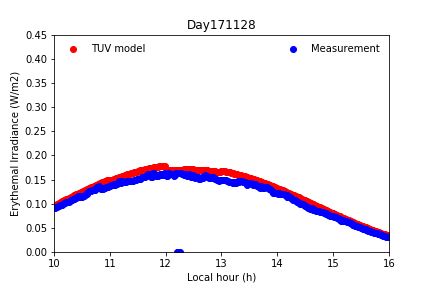 Day171128
TUV model
Measurement
Erythemal Irradiance (W/m2)
0.45
0.40
0.35
0.30
0.25
0.20
0.15
0.10
0.05
0.00
10 11 12 13 14 15 16
Local hour (h)